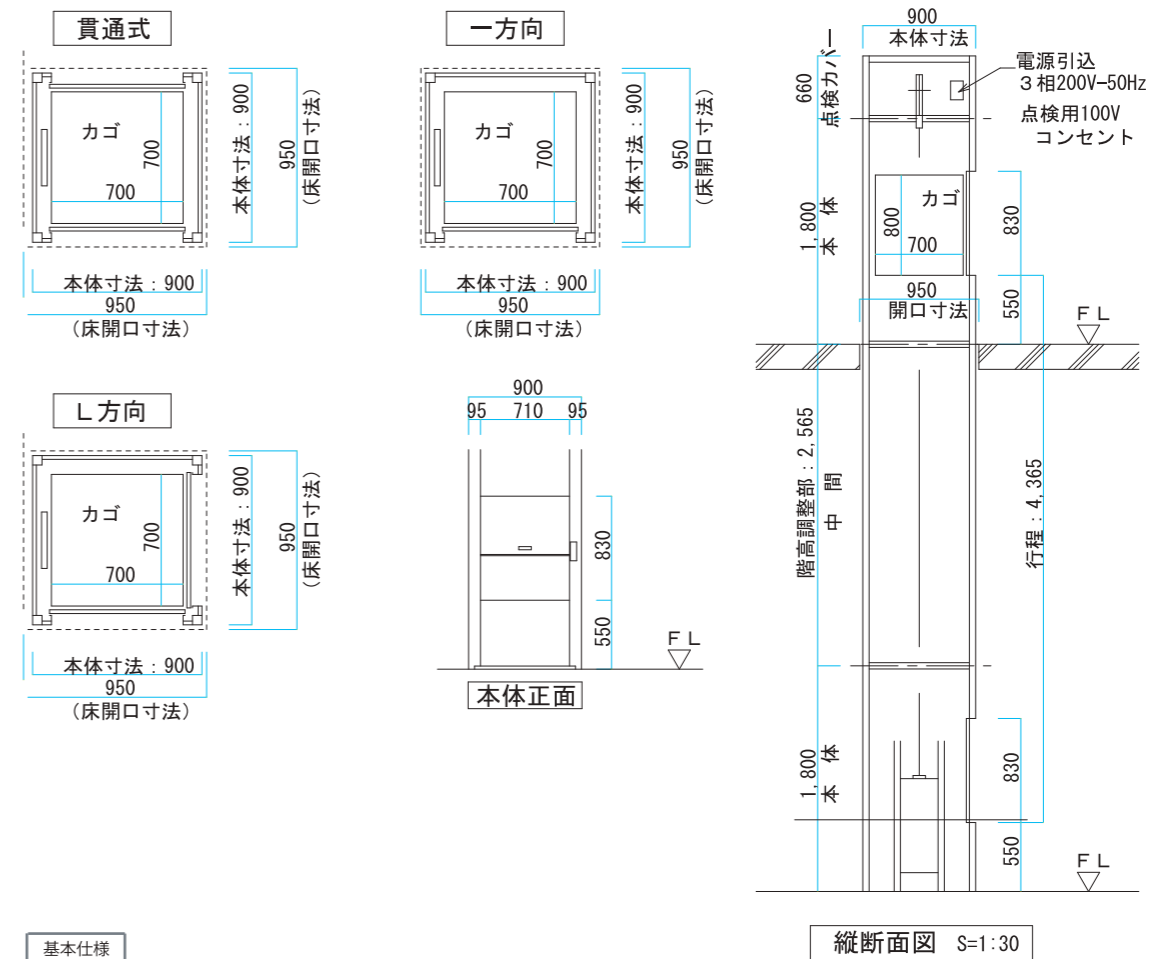 貫通式
カゴ
700
700
本体寸法：900
950
(床開口寸法)
本体寸法：900
950
(床開口寸法)
一方向
カゴ
700
700
本体寸法：900
950
(床開口寸法)
本体寸法：900
950
(床開口寸法)
L方向
カゴ
700
700
本体寸法：900
950
(床開口寸法)
本体寸法：900
950
(床開口寸法)
900
95 710 95
830
550
FL
本体正面
900
本体寸法
660
点検カバー
電源引込
3相200V-50Hz
点検用100V
コンセント
1,800
本体
カゴ
800
700
830
550
950
開口寸法
FL
階高調整部：2,565
中間
行程：4,365
1,800
本体
830
550
FL
縦断面図 S=1:30
基本仕様